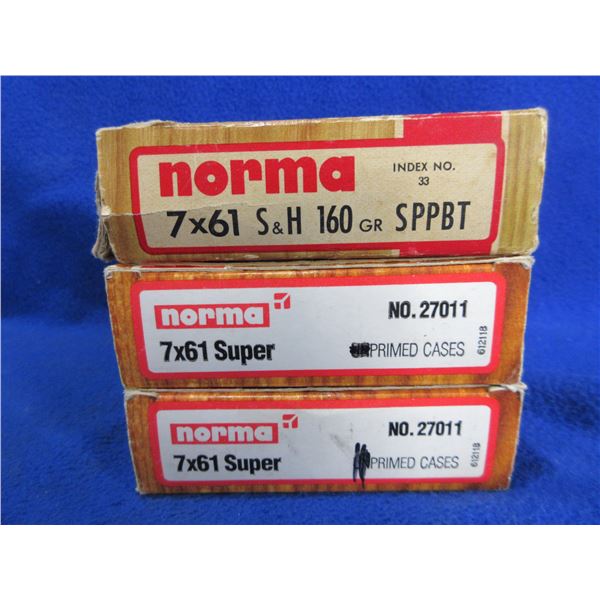 norma
INDEX NO.
33
7x61 S & H 160 GR SPPBT
norma
NO. 27011
7x61 Super
PRIMED CASES
612118
norma
NO. 27011
7x61 Super
PRIMED CASES
612118